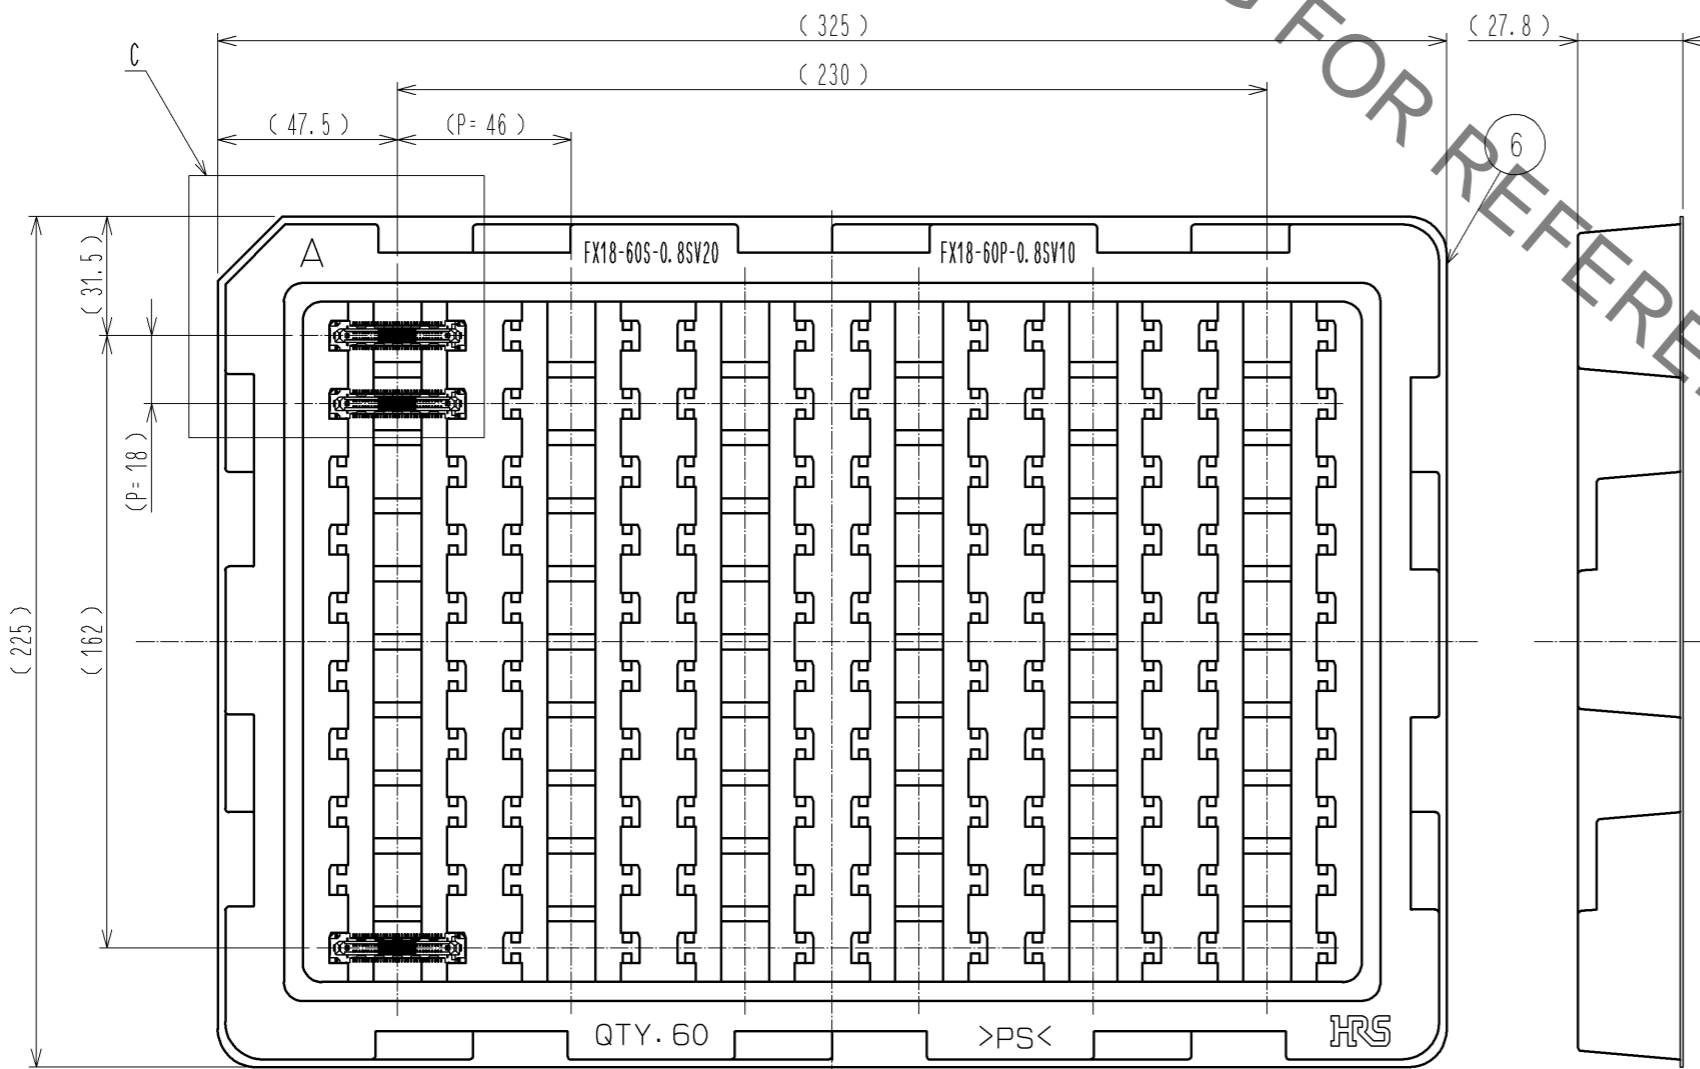 G FOR REFERE
( 325 )
( 27.8 )
C
( 230 )
( 47.5 )
(P= 46 )
6
( 31.5 )
A
FX18-60S-0.8SV20
FX18-60P-0.8SV10
(P= 18 )
( 225 )
( 162 )
QTY. 60
>PS<
HRS